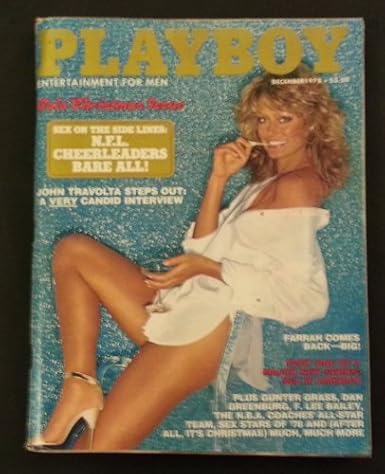 PLAYBOY
ENTERTAINMENT FOR MEN
DECEMBER 1978 • $3.00
Gala Christmas Issue
SEX ON THE SIDE LINES:
N.F.L.
CHEERLEADERS
BARE ALL!
JOHN TRAVOLTA STEPS OUT:
A VERY CANDID INTERVIEW
FARRAH COMES
BACK—BIG!
PLUS GUNTER GRASS, DAN
GREENBURG, F. LEE BAILEY,
THE N.B.A. COACHES ALL-STAR
TEAM, SEX STARS OF '78 AND (AFTER
ALL, IT'S CHRISTMAS) MUCH, MUCH MORE